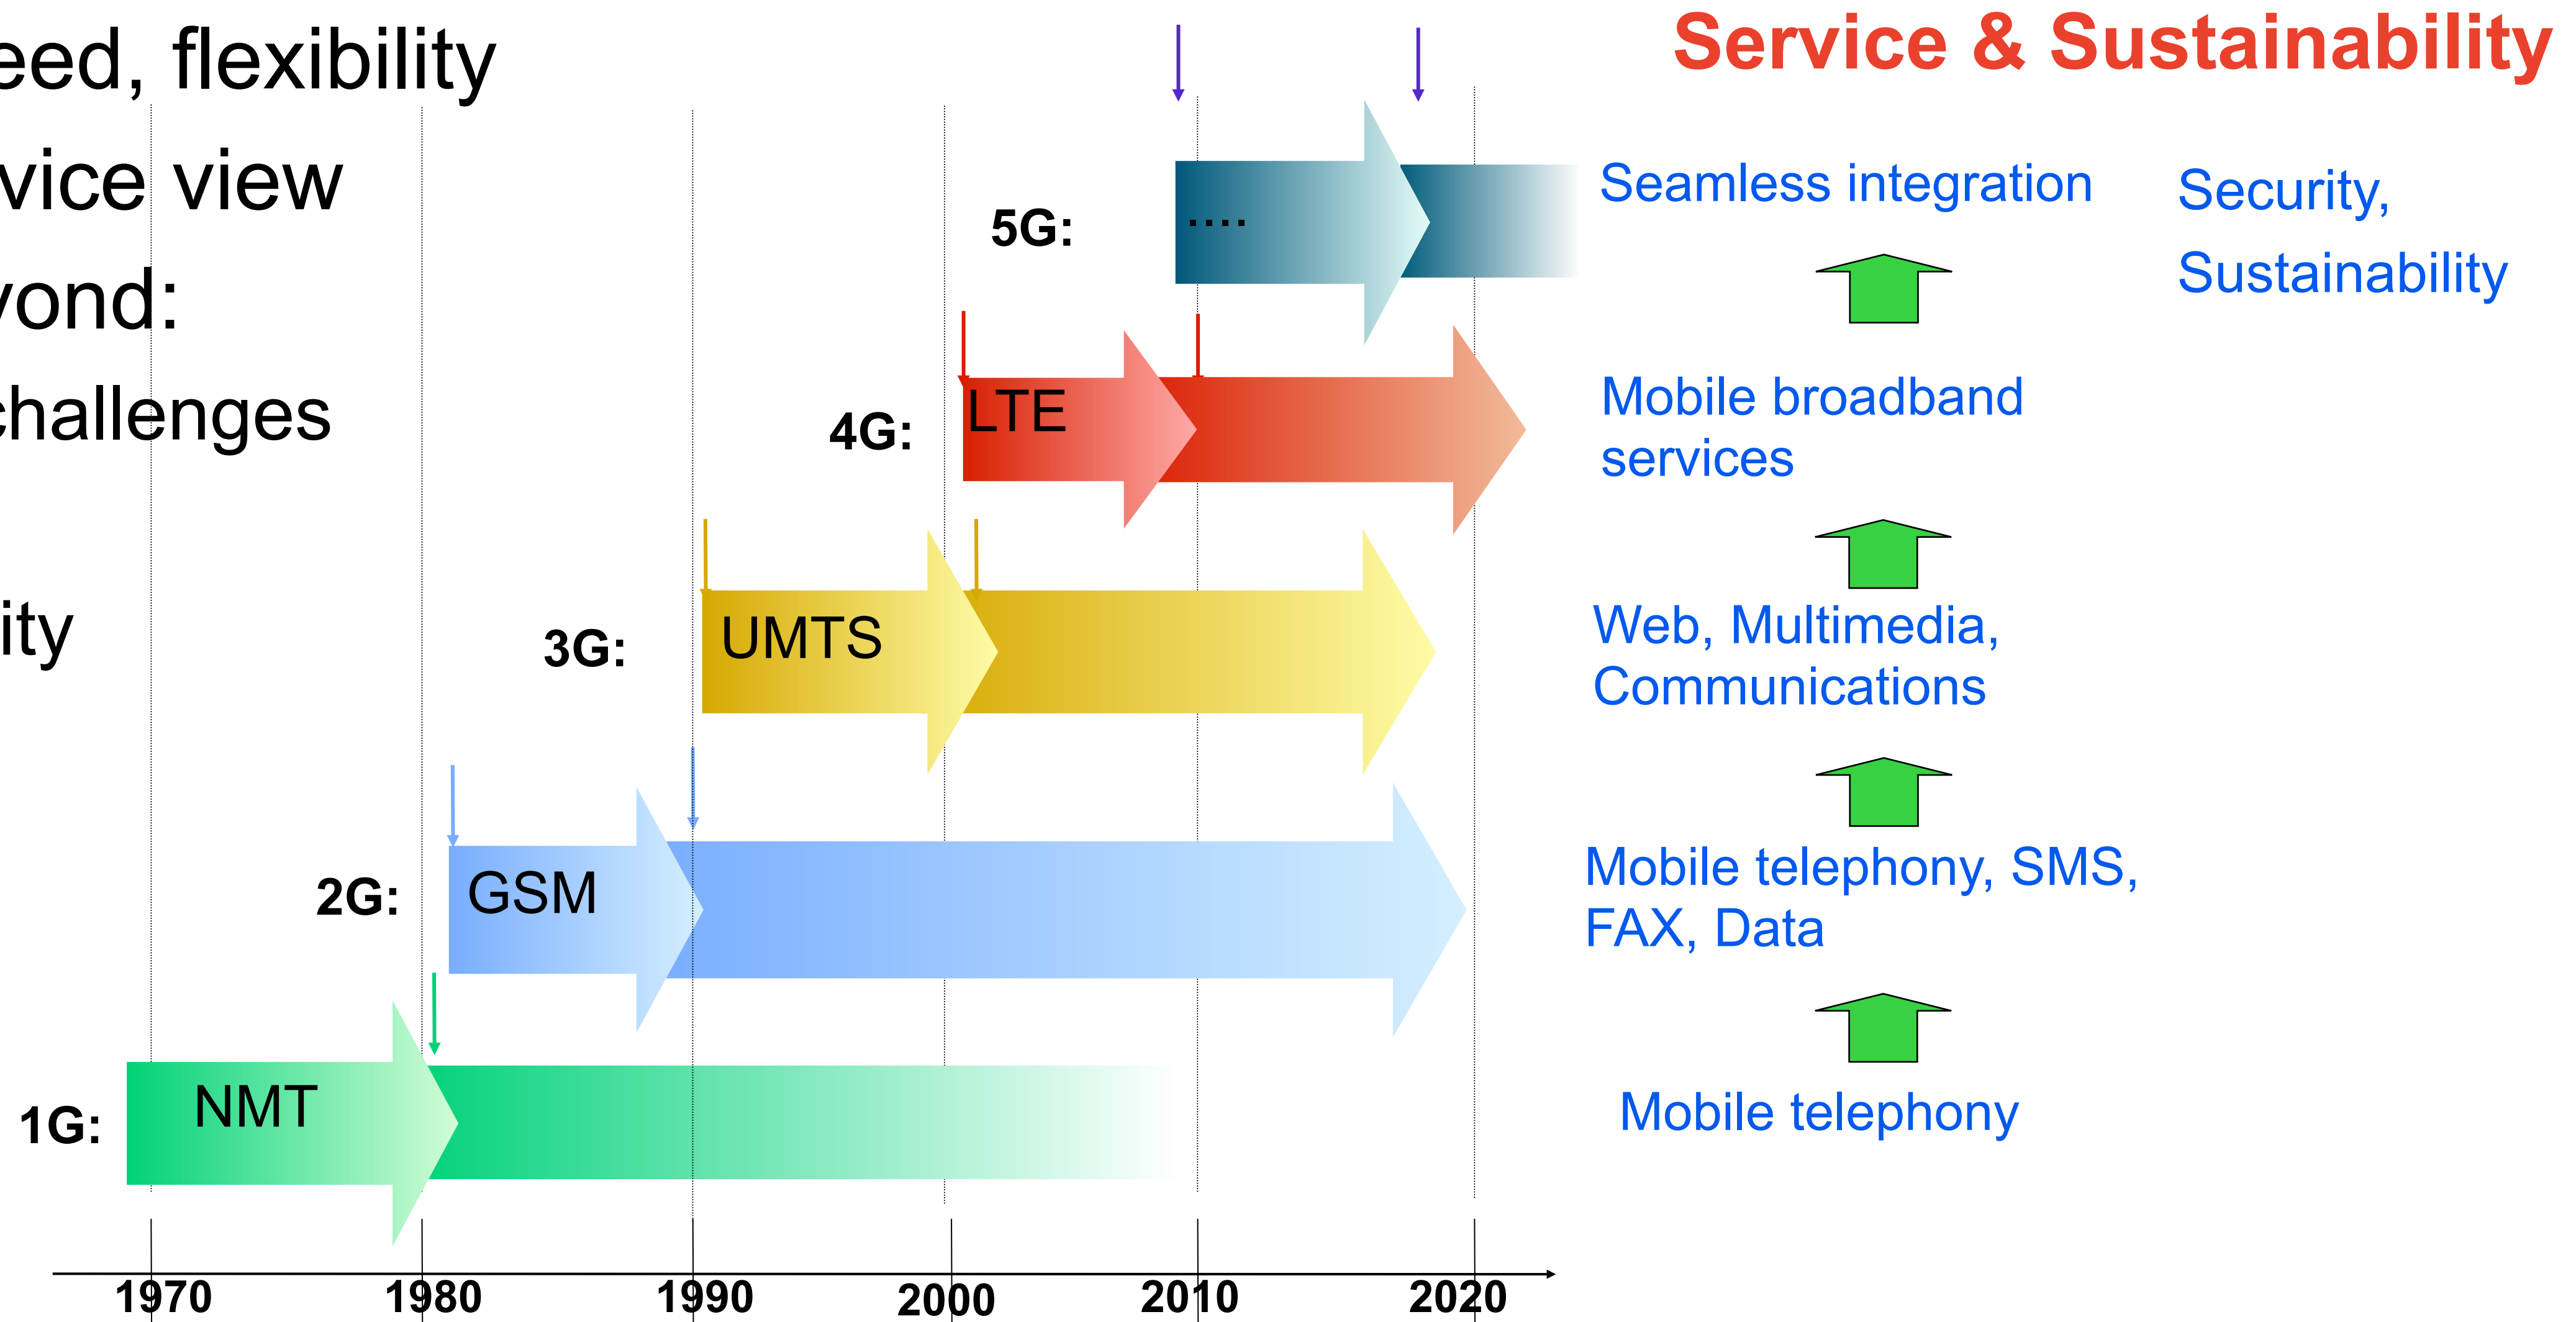 eed, flexibility
vice view
yond:
challenges
ity
Service & Sustainability
5G:
....
Seamless integration
Security,
Sustainability
4G:
LTE
Mobile broadband
services
3G:
UMTS
Web, Multimedia,
Communications
2G:
GSM
Mobile telephony, SMS,
FAX, Data
1G:
NMT
Mobile telephony
1970 1980 1990 2000 2010 2020